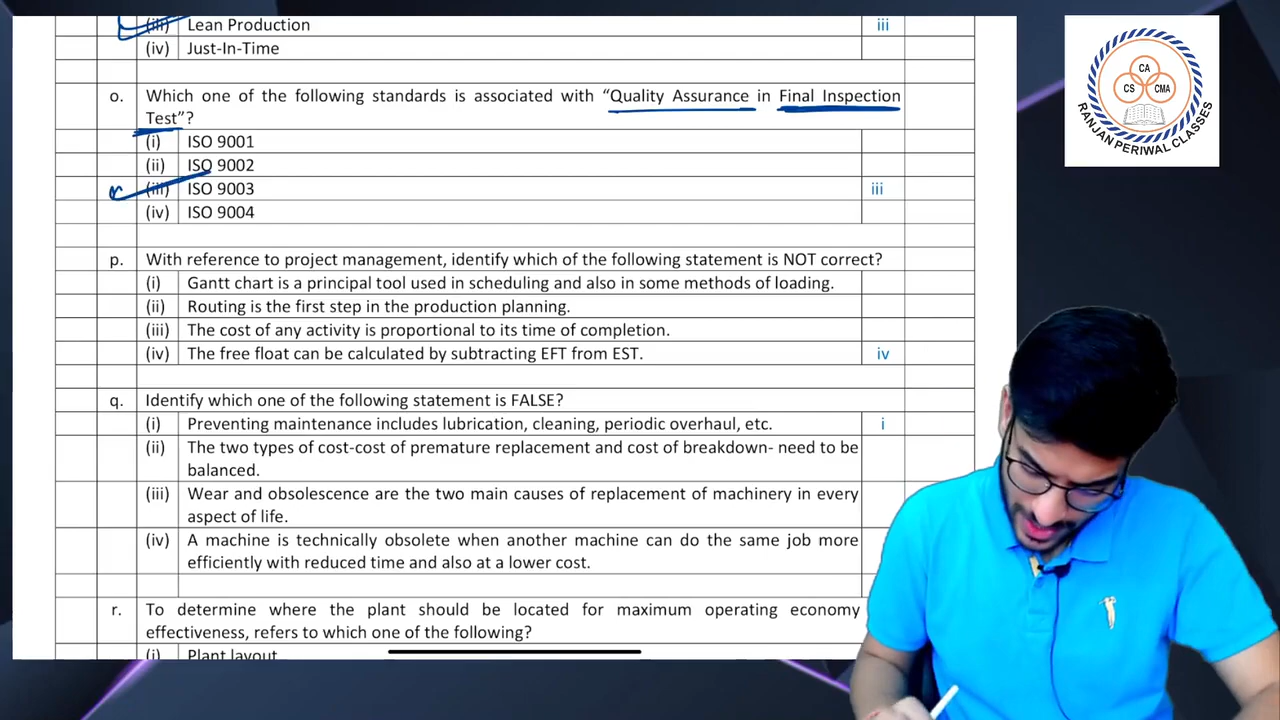 (iii) Lean Production iii
(iv) Just-In-Time
o. Which one of the following standards is associated with “Quality Assurance in Final Inspection
Test”?
(i) ISO 9001
(ii) ISO 9002
(iii) ISO 9003 iii
(iv) ISO 9004
p. With reference to project management, identify which of the following statement is NOT correct?
(i) Gantt chart is a principal tool used in scheduling and also in some methods of loading.
(ii) Routing is the first step in the production planning.
(iii) The cost of any activity is proportional to its time of completion.
(iv) The free float can be calculated by subtracting EFT from EST. iv
q. Identify which one of the following statement is FALSE?
(i) Preventing maintenance includes lubrication, cleaning, periodic overhaul, etc. i
(ii) The two types of cost-cost of premature replacement and cost of breakdown- need to be
balanced.
(iii) Wear and obsolescence are the two main causes of replacement of machinery in every
aspect of life.
(iv) A machine is technically obsolete when another machine can do the same job more
efficiently with reduced time and also at a lower cost.
r. To determine where the plant should be located for maximum operating economy
effectiveness, refers to which one of the following?
(i) Plant layout
CA
CS CMA
RANJAN PERIWAL CLASSES